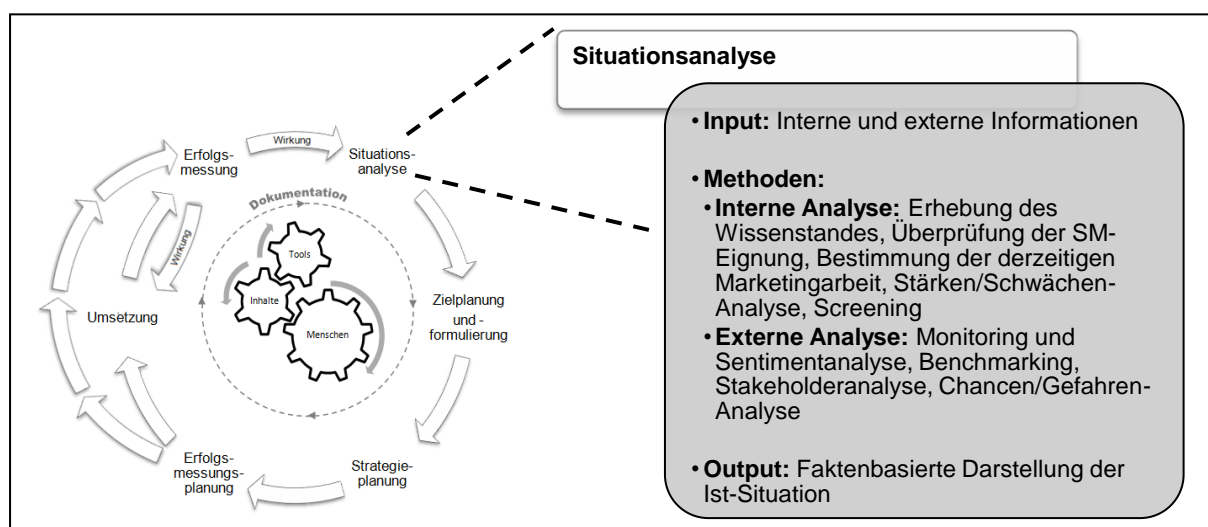 Situationsanalyse
• Input: Interne und externe Informationen
• Methoden:
• Interne Analyse: Erhebung des
Wissenstandes, Überprüfung der SM-
Eignung, Bestimmung der derzeitigen
Marketingarbeit, Stärken/Schwächen-
Analyse, Screening
• Externe Analyse: Monitoring und
Sentimentanalyse, Benchmarking,
Stakeholderanalyse, Chancen/Gefahren-
Analyse
• Output: Faktenbasierte Darstellung der
Ist-Situation
Wirkung
Erfolgs-
messung
Situations-
analyse
Dokumentation
Wirkung
Tools
Inhalte
Menschen
Umsetzung
Zielplanung
und -
formulierung
Erfolgs-
messungs-
planung
Strategie-
planung